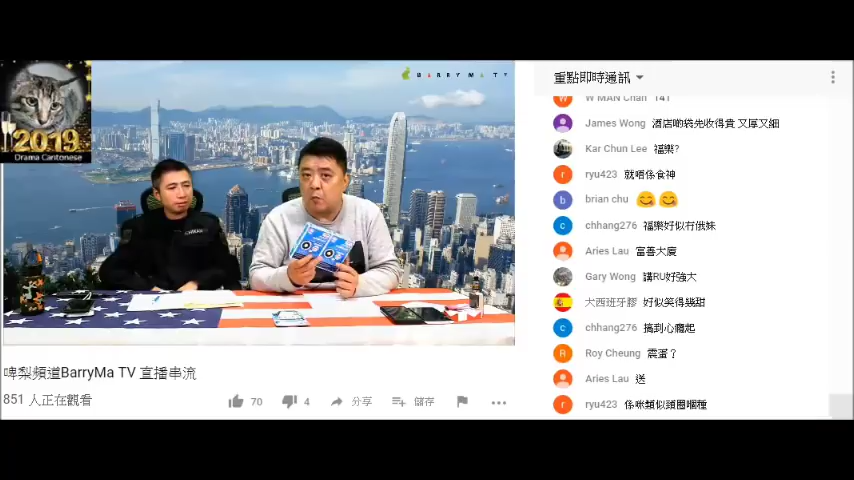 BARRYMA TV
2019
Drama Cantonese
啤梨頻道BarryMa TV 直播串流
851 人正在觀看
70
4
分享
儲存
重點即時通訊
W MAN Chan 141
James Wong 酒店啲袋先收得貴 又厚又細
Kar Chun Lee 福樂?
ryu423 就唔係食神
brian chu
chhang276 福樂好似冇俄妹
Aries Lau 富善大廈
Gary Wong 講RU好強大
大西班牙膠 好似笑得幾甜
chhang276 搞到心癮起
Roy Cheung 震蛋？
Aries Lau 送
ryu423 係咪類似頸圈嗰種